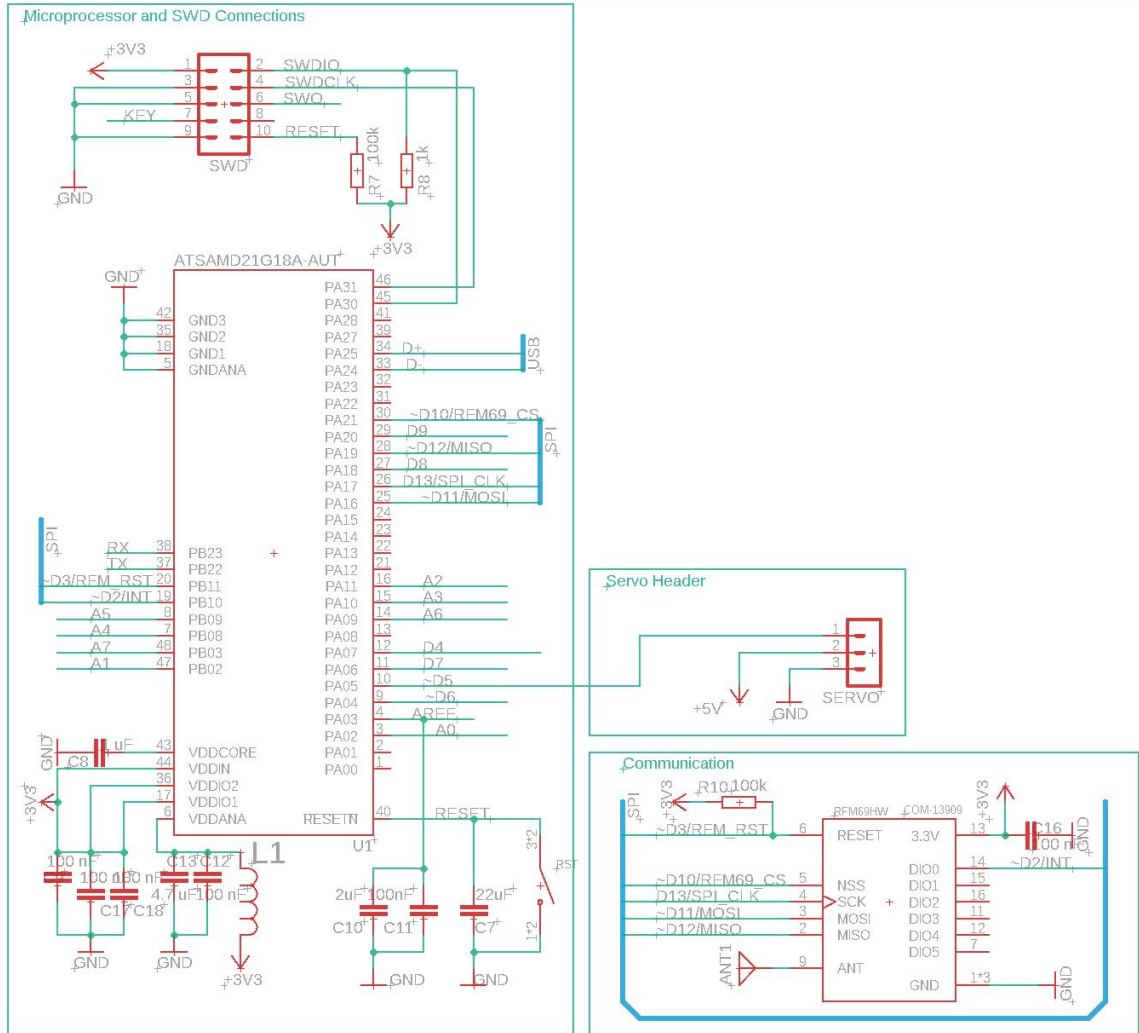 Microprocessor and SWD Connections
+3V3
1 2 SWDIO
3 4 SWDCLK
5 6 SWO
KEY 7 8
9 10 RESET
SWD
GND
R7 100k
R8 1k
+3V3
ATSAMD21G18A-AUT
GND
PA31 46
PA30 45
PA28 41
PA27 39
42 GND3
35 GND2
18 GND1
5 GNDANA
PA25 34 D+
PA24 33 D-
USB
PA23 32
PA22 31
PA21 30 ~D10/RFM69_CS
PA20 29 D9
PA19 28 ~D12/MISO
PA18 27 D8
PA17 26 D13/SPI_CLK
PA16 25 ~D11/MOSI
SPI
PA15 24
PA14 23
PA13 22
PA12 21
PA11 16 A2
PA10 15 A3
PA09 14 A6
PA08 13
PA07 12 D4
PA06 11 D7
PA05 10 ~D5
PA04 9 ~D6
PA03 4 AREF
PA02 3 A0
PA01 2
PA00 1
SPI
RX 38 PB23
TX 37 PB22
~D3/RFM_RST 20 PB11
~D2/INT 19 PB10
A5 8 PB09
A4 7 PB08
A7 48 PB03
A1 47 PB02
GND
C8 uF
43 VDDCORE
44 VDDIN
36 VDDIO2
17 VDDIO1
6 VDDANA
+3V3
RESETN 40 RESET
U1
100 nF
100 nF
C17
C18
GND
C13
4.7 uF
C12
100 nF
GND
L1
+3V3
2uF
C10
100nF
C11
GND
22uF
C7
GND
3*2
RST
1*2
Servo Header
1
2
3
SERVO
+5V
GND
Communication
SPI
+3V3
R10 100k
RFM69HW
COM-13909
+3V3
~D3/RFM_RST 6 RESET
3.3V 13
C16
100 nF
GND
DIO0 14 ~D2/INT
~D10/RFM69_CS 5 NSS
DIO1 15
D13/SPI_CLK 4 SCK
DIO2 16
~D11/MOSI 3 MOSI
DIO3 11
~D12/MISO 2 MISO
DIO4 12
DIO5 7
ANT1
9 ANT
GND 1*3
GND